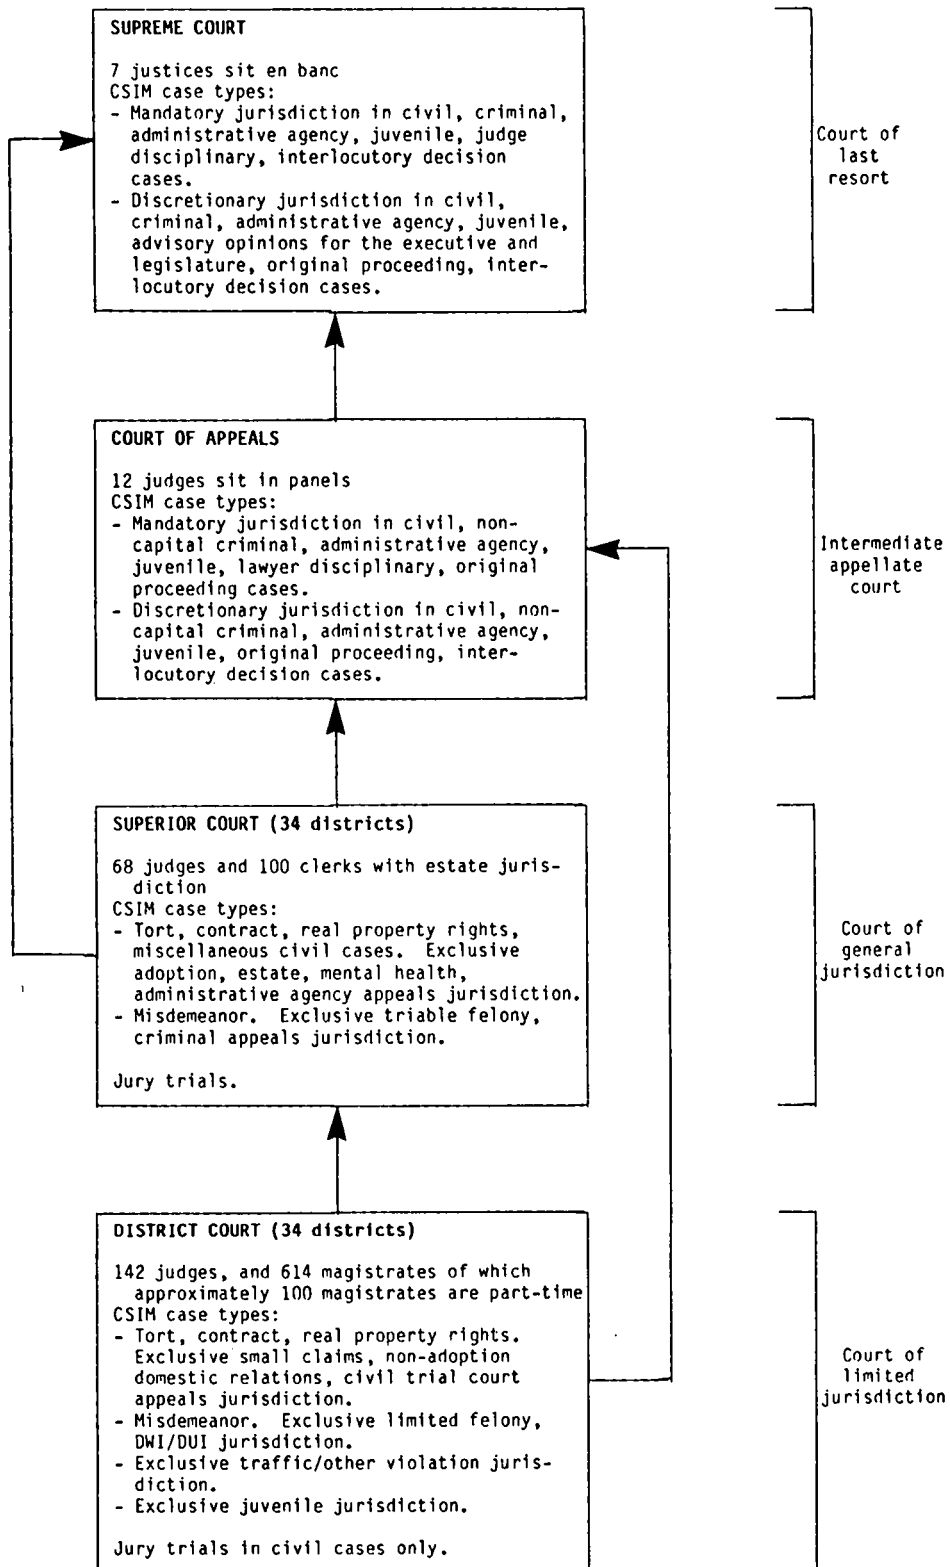 SUPREME COURT
7 justices sit en banc
CSIM case types:
- Mandatory jurisdiction in civil, criminal,
administrative agency, juvenile, judge
disciplinary, interlocutory decision
cases.
- Discretionary jurisdiction in civil,
criminal, administrative agency, juvenile,
advisory opinions for the executive and
legislature, original proceeding, inter-
locutory decision cases.
Court of
last
resort
COURT OF APPEALS
12 judges sit in panels
CSIM case types:
- Mandatory jurisdiction in civil, non-
capital criminal, administrative agency,
juvenile, lawyer disciplinary, original
proceeding cases.
- Discretionary jurisdiction in civil, non-
capital criminal, administrative agency,
juvenile, original proceeding, inter-
locutory decision cases.
Intermediate
appellate
court
SUPERIOR COURT (34 districts)
68 judges and 100 clerks with estate juris-
diction
CSIM case types:
- Tort, contract, real property rights,
miscellaneous civil cases. Exclusive
adoption, estate, mental health,
administrative agency appeals jurisdiction.
- Misdemeanor. Exclusive triable felony,
criminal appeals jurisdiction.
Jury trials.
Court of
general
jurisdiction
DISTRICT COURT (34 districts)
142 judges, and 614 magistrates of which
approximately 100 magistrates are part-time
CSIM case types:
- Tort, contract, real property rights.
Exclusive small claims, non-adoption
domestic relations, civil trial court
appeals jurisdiction.
- Misdemeanor. Exclusive limited felony,
DWI/DUI jurisdiction.
- Exclusive traffic/other violation juris-
diction.
- Exclusive juvenile jurisdiction.
Jury trials in civil cases only.
Court of
limited
jurisdiction